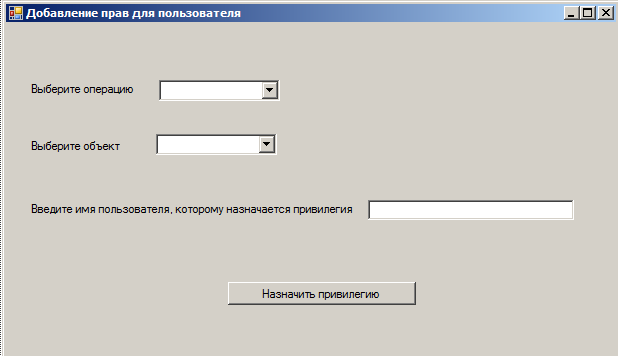 Добавление прав для пользователя
Выберите операцию
Выберите объект
Введите имя пользователя, которому назначается привилегия
Назначить привилегию